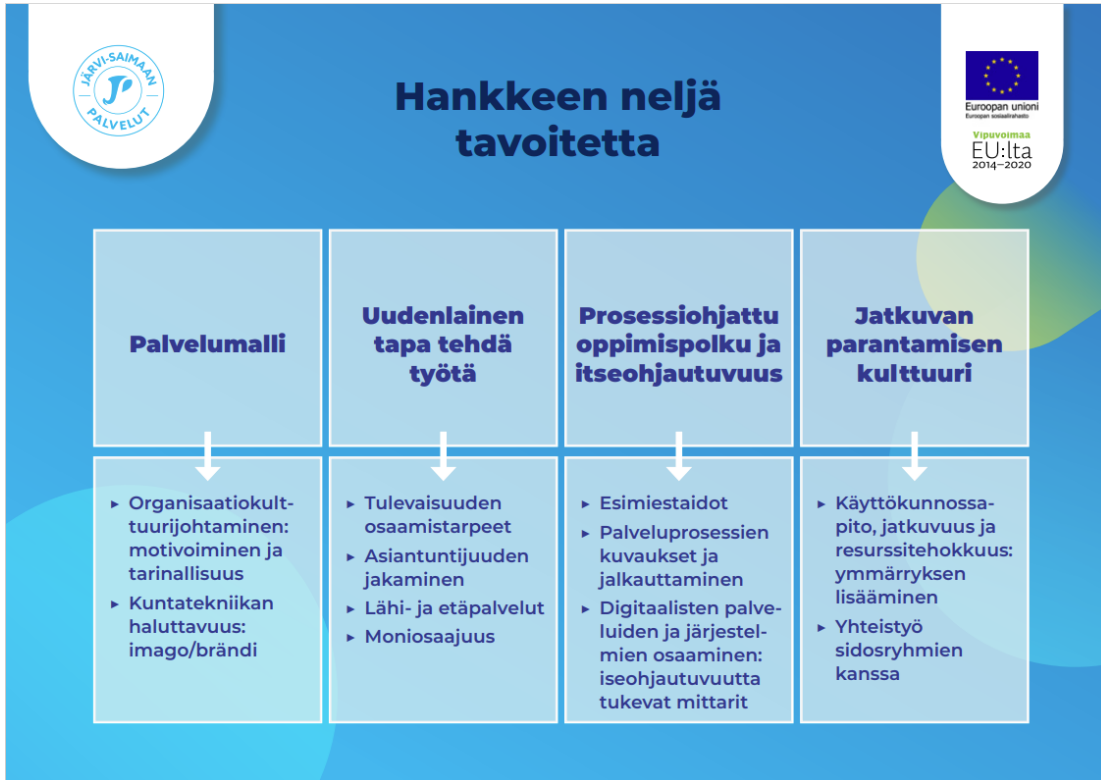 JÄRVI-SAIMAAN
PALVELUT
Hankkeen neljä
tavoitetta
Euroopan unioni
Euroopan sosiaalirahasto
Vipuvoimaa
EU:lta
2014–2020
Palvelumalli
Uudenlainen
tapa tehdä
työtä
Prosessiohjattu
oppimispolku ja
itseohjautuvuus
Jatkuvan
parantamisen
kulttuuri
▸ Organisaatiokult-
tuurijohtaminen:
motivoiminen ja
tarinallisuus
▸ Kuntatekniikan
haluttavuus:
imago/brändi
▸ Tulevaisuuden
osaamistarpeet
▸ Asiantuntijuuden
jakaminen
▸ Lähi- ja etäpalvelut
▸ Moniosaajuus
▸ Esimiestaidot
▸ Palveluprosessien
kuvaukset ja
jalkauttaminen
▸ Digitaalisten palve-
luiden ja järjestel-
mien osaaminen:
iseohjautuvuutta
tukevat mittarit
▸ Käyttökunnossa-
pito, jatkuvuus ja
resurssitehokkuus:
ymmärryksen
lisääminen
▸ Yhteistyö
sidosryhmien
kanssa